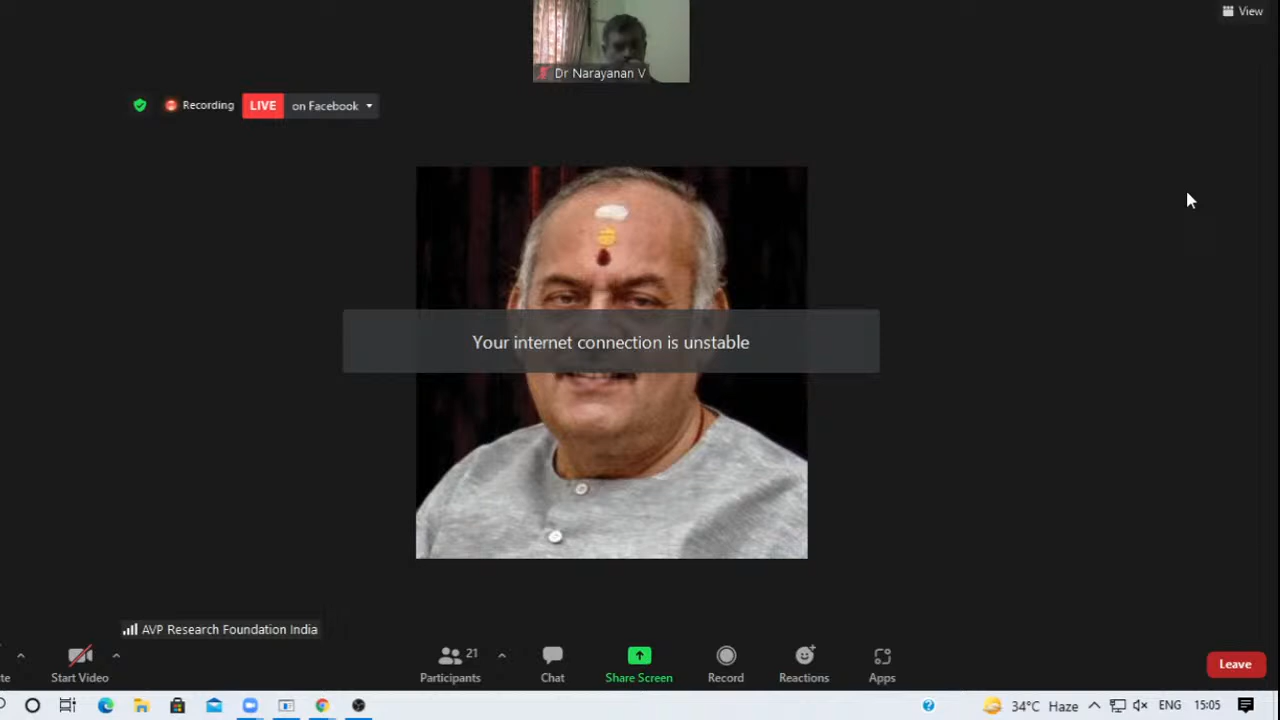 View
Dr Narayanan V
Recording
LIVE
on Facebook
Your internet connection is unstable
AVP Research Foundation India
te
Start Video
21
Participants
Chat
Share Screen
Record
Reactions
Apps
Leave
34°C Haze
ENG
15:05